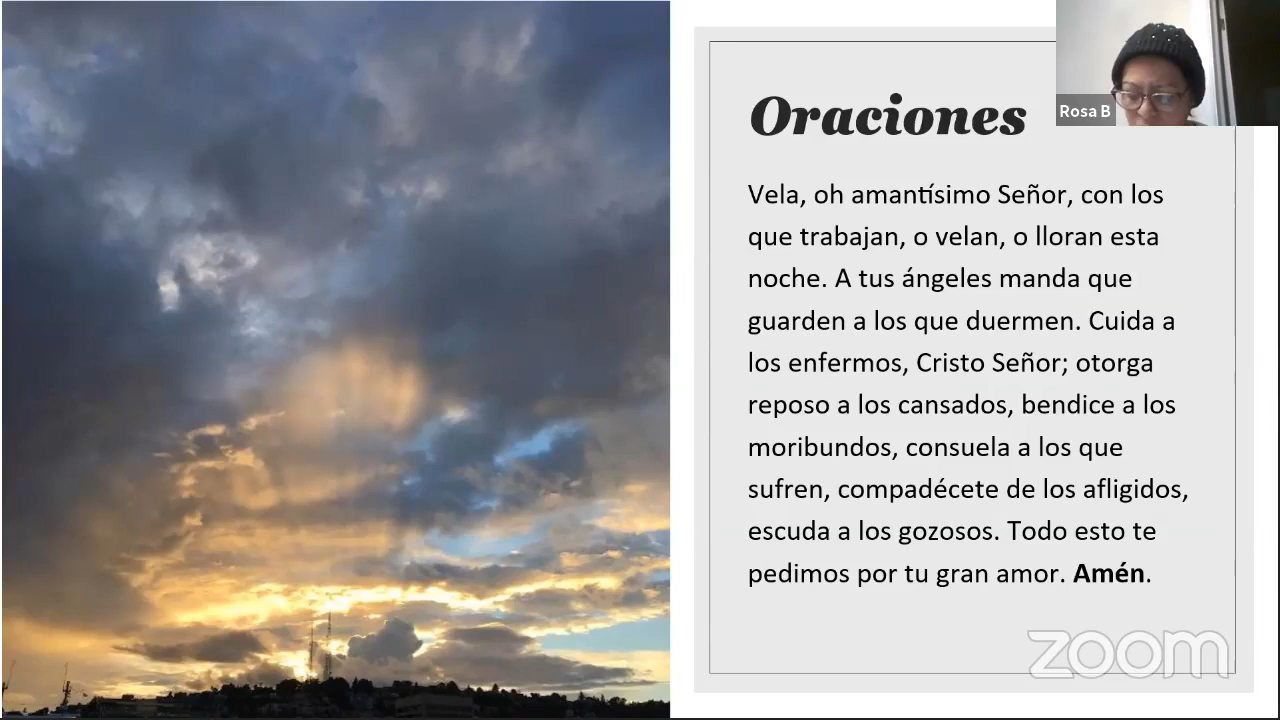 Oraciones
Rosa B
Vela, oh amantísimo Señor, con los
que trabajan, o velan, o lloran esta
noche. A tus ángeles manda que
guarden a los que duermen. Cuida a
los enfermos, Cristo Señor; otorga
reposo a los cansados, bendice a los
moribundos, consuela a los que
sufren, compadécete de los afligidos,
escuda a los gozosos. Todo esto te
pedimos por tu gran amor. Amén.
zoom